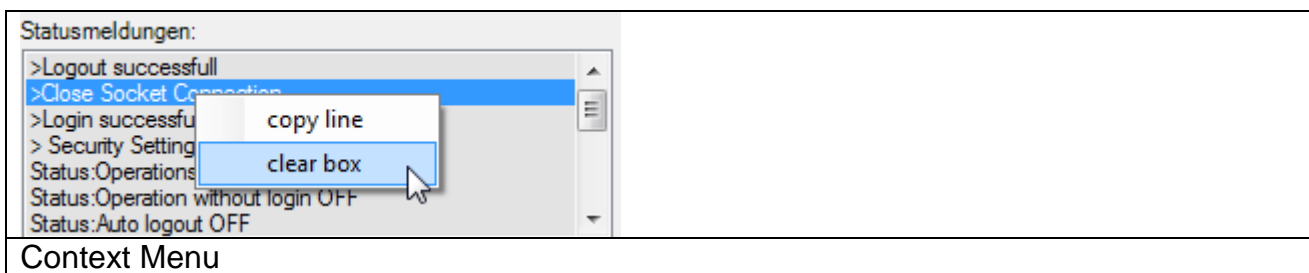 Statusmeldungen:
>Logout successfull
>Close Socket Connection
>Login successfu
copy line
> Security Setting
clear box
Status:Operations
Status:Operation without login OFF
Status:Auto logout OFF
Context Menu